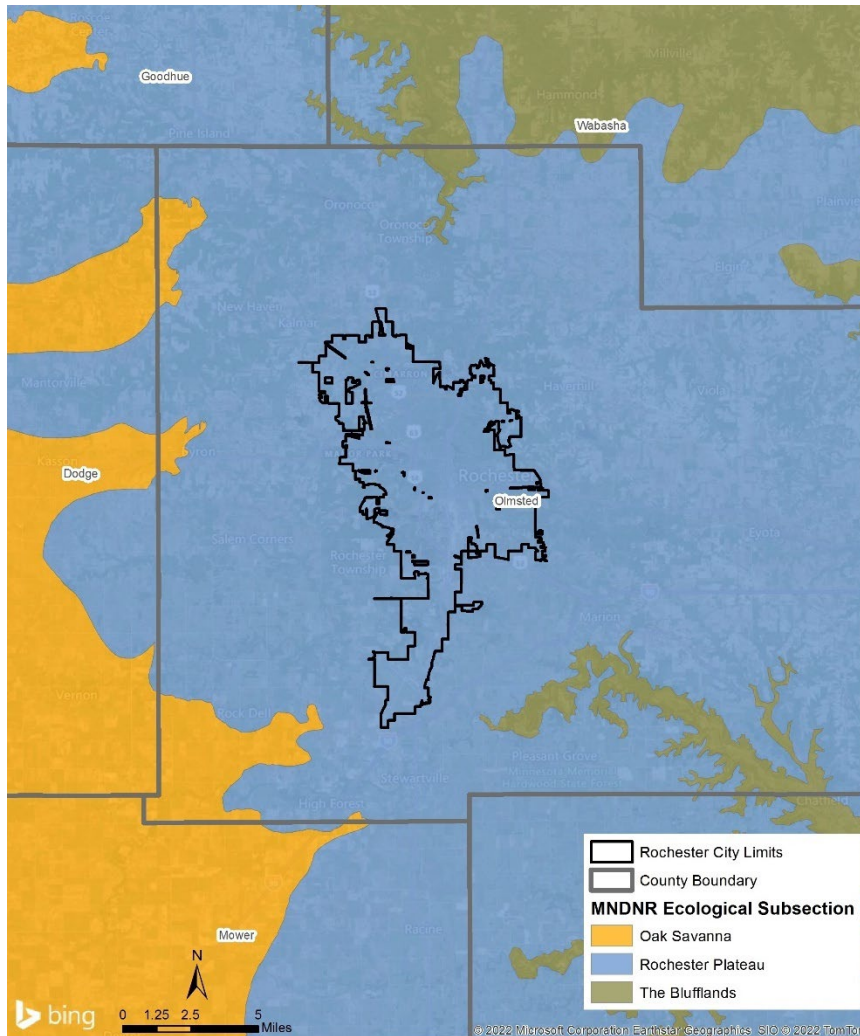 Goodhue
Millville
Hammond
Wabasha
Pine Island
Oronoco
Oronoco
Township
Plainview
Elgin
New Haven
Kalmar
Mantorville
Haverhill
Viola
Kasson
Byron
Dodge
Rochester
Olmsted
Salem Corners
Rochester
Township
Eyota
Marion
Vernon
Rock Dell
Pleasant Grove
Stewartville
High Forest
Chatfield
Racine
Mower
Rochester City Limits
County Boundary
MNDNR Ecological Subsection
Oak Savanna
Rochester Plateau
The Blufflands
N
bing
0 1.25 2.5 5
Miles
© 2022 Microsoft Corporation Earthstar Geographics SIO © 2022 TomTo